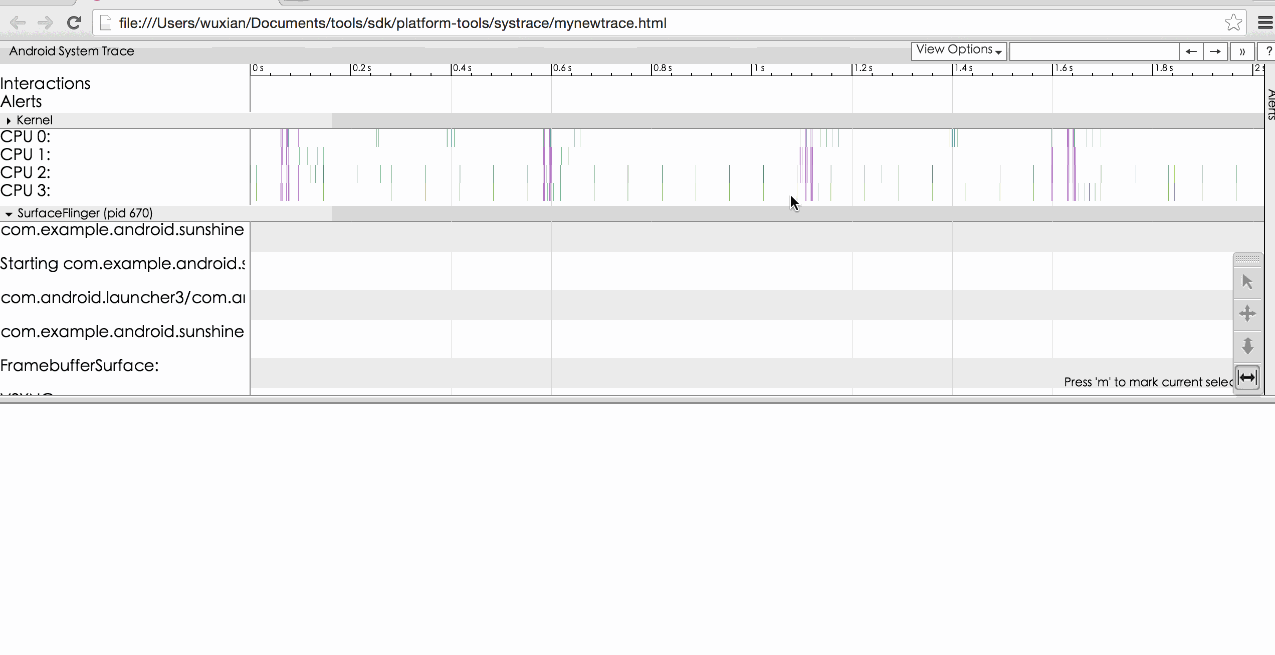 file:///Users/wuxian/Documents/tools/sdk/platform-tools/systrace/mynewtrace.html
Android System Trace
View Options
←
→
»
?
0 s
0.2 s
0.4 s
0.6 s
0.8 s
1 s
1.2 s
1.4 s
1.6 s
1.8 s
2 s
Interactions
Alerts
Alerts
Kernel
CPU 0:
CPU 1:
CPU 2:
CPU 3:
SurfaceFlinger (pid 670)
com.example.android.sunshine
Starting com.example.android.s
com.android.launcher3/com.an
com.example.android.sunshine
FramebufferSurface:
Press 'm' to mark current selec